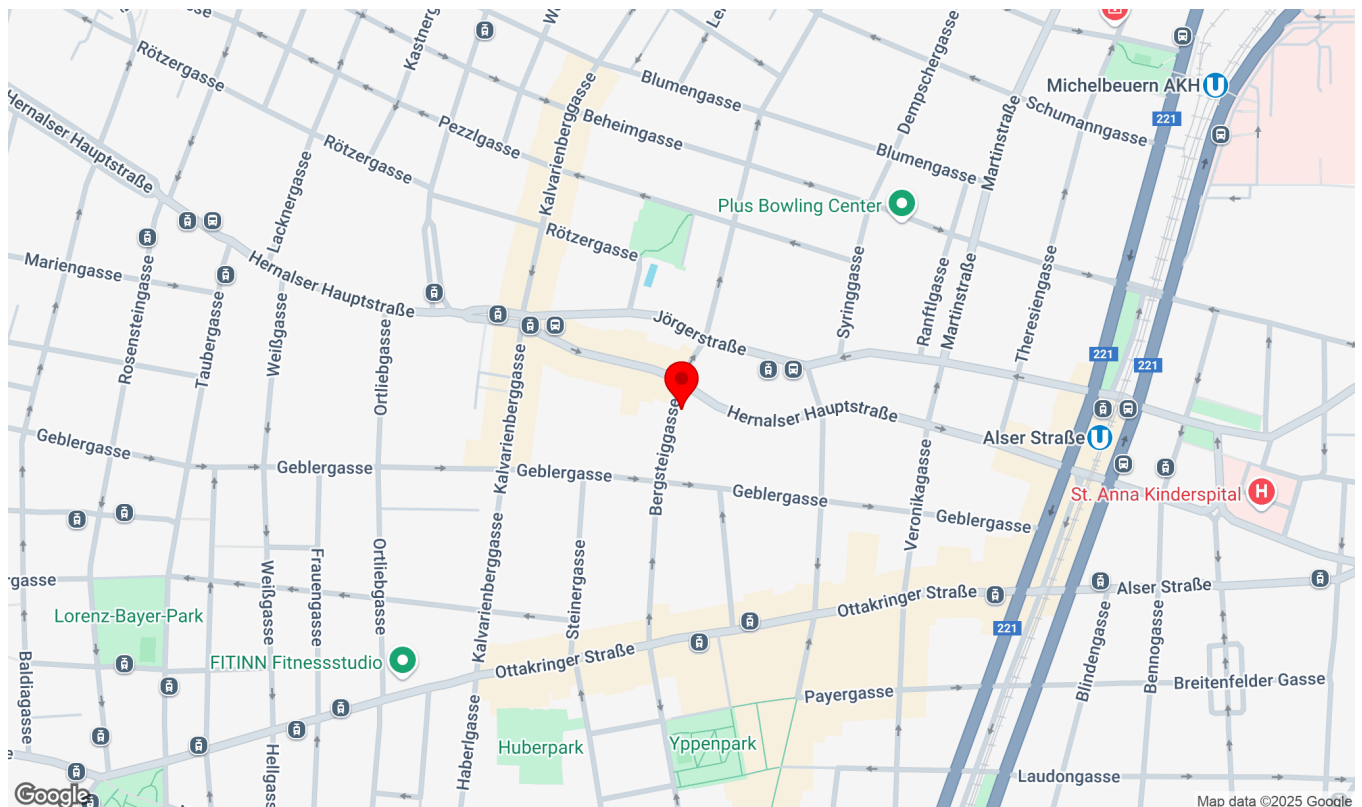 Kastnergasse
Rötzergasse
Hernalser Hauptstraße
Blumengasse
Dempschergasse
Michelbeuern AKH
221
Schumanngasse
Martinstraße
Beheimgasse
Pezzlgasse
Kalvarienberggasse
Blumengasse
Rötzergasse
Lacknergasse
Plus Bowling Center
Rötzergasse
Mariengasse
Hernalser Hauptstraße
Rosensteingasse
Taubergasse
Weißgasse
Ortliebgasse
Jörgerstraße
Syringgasse
Ranftlgasse
Martinstraße
Theresiengasse
221
221
Kalvarienberggasse
Hernalser Hauptstraße
Bergsteiggasse
Alser Straße
Geblergasse
Geblergasse
Geblergasse
Geblergasse
Geblergasse
St. Anna Kinderspital
H
Veronikagasse
Kalvarienberggasse
Steinergasse
Ortliebgasse
Frauengasse
Weißgasse
Lorenz-Bayer-Park
Ottakringer Straße
Alser Straße
221
FITINN Fitnessstudio
Ottakringer Straße
Baldiagasse
Payergasse
Breitenfelder Gasse
Blindengasse
Bennogasse
Haberlgasse
Hellgasse
Huberpark
Yppenpark
Laudongasse
Google
Map data ©2025 Google